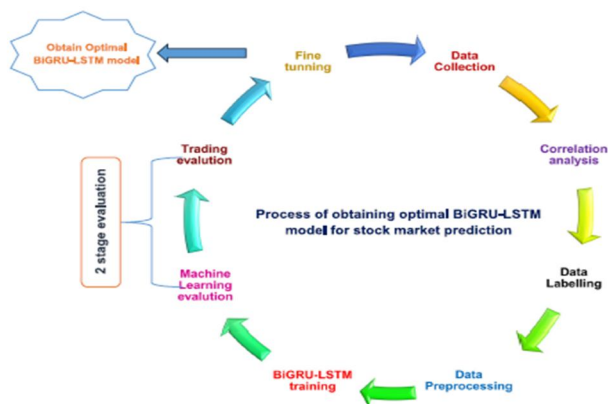 Obtain Optimal
BIGRU-LSTM model
Fine
tunning
Data
Collection
Correlation
analysis
Data
Labelling
Data
Preprocessing
BiGRU-LSTM
training
Machine
Learning
evalution
Trading
evalution
2 stage evaluation
Process of obtaining optimal BiGRU-LSTM
model for stock market prediction